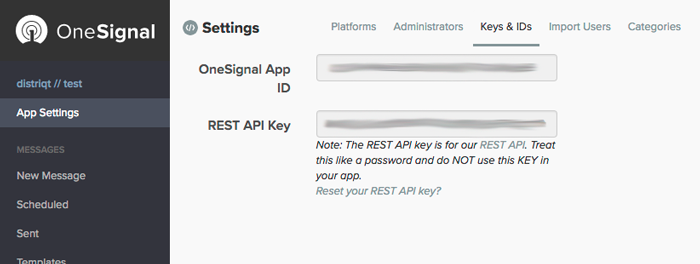 OneSignal
distriqt // test
App Settings
MESSAGES
New Message
Scheduled
Sent
Templates
Settings
Platforms
Administrators
Keys & IDs
Import Users
Categories
OneSignal App
ID
REST API Key
Note: The REST API key is for our REST API. Treat
this like a password and do NOT use this KEY in
your app.
Reset your REST API key?